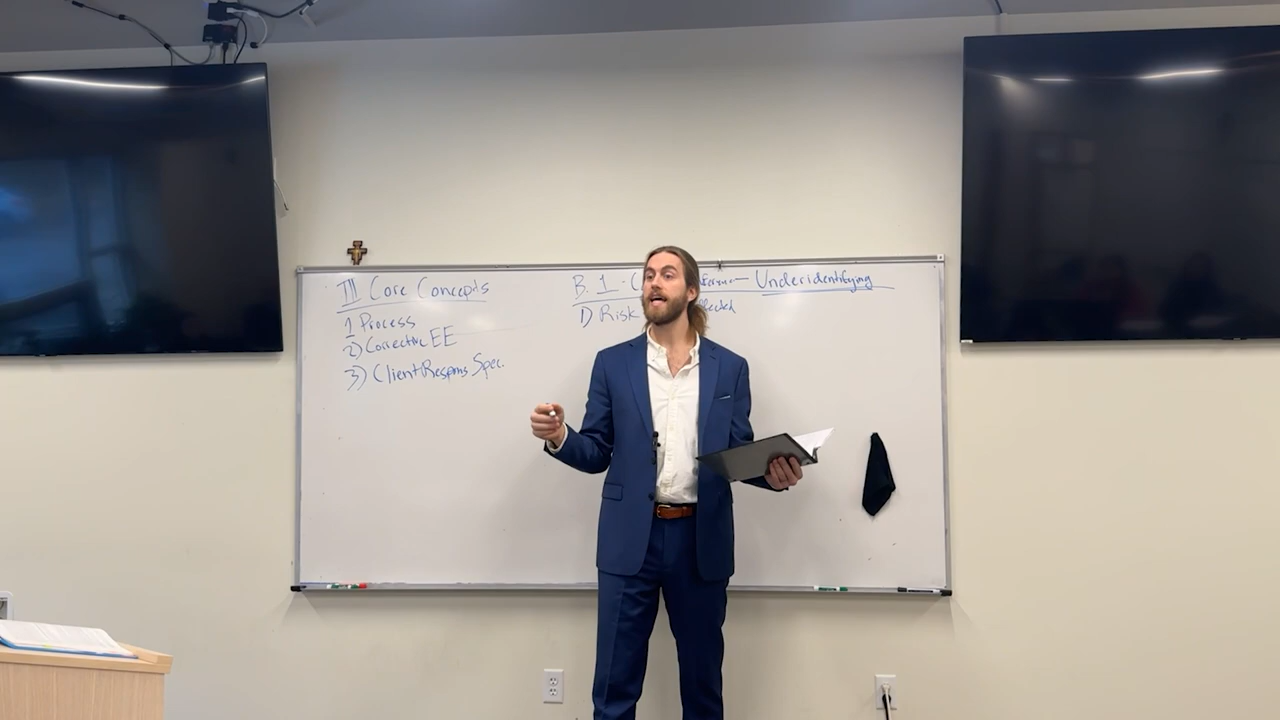 III Core Concepts
1 Process
2) Corrective EE
3) Client Respons Spec.
B. 1 - Underidentifying
1) Risk